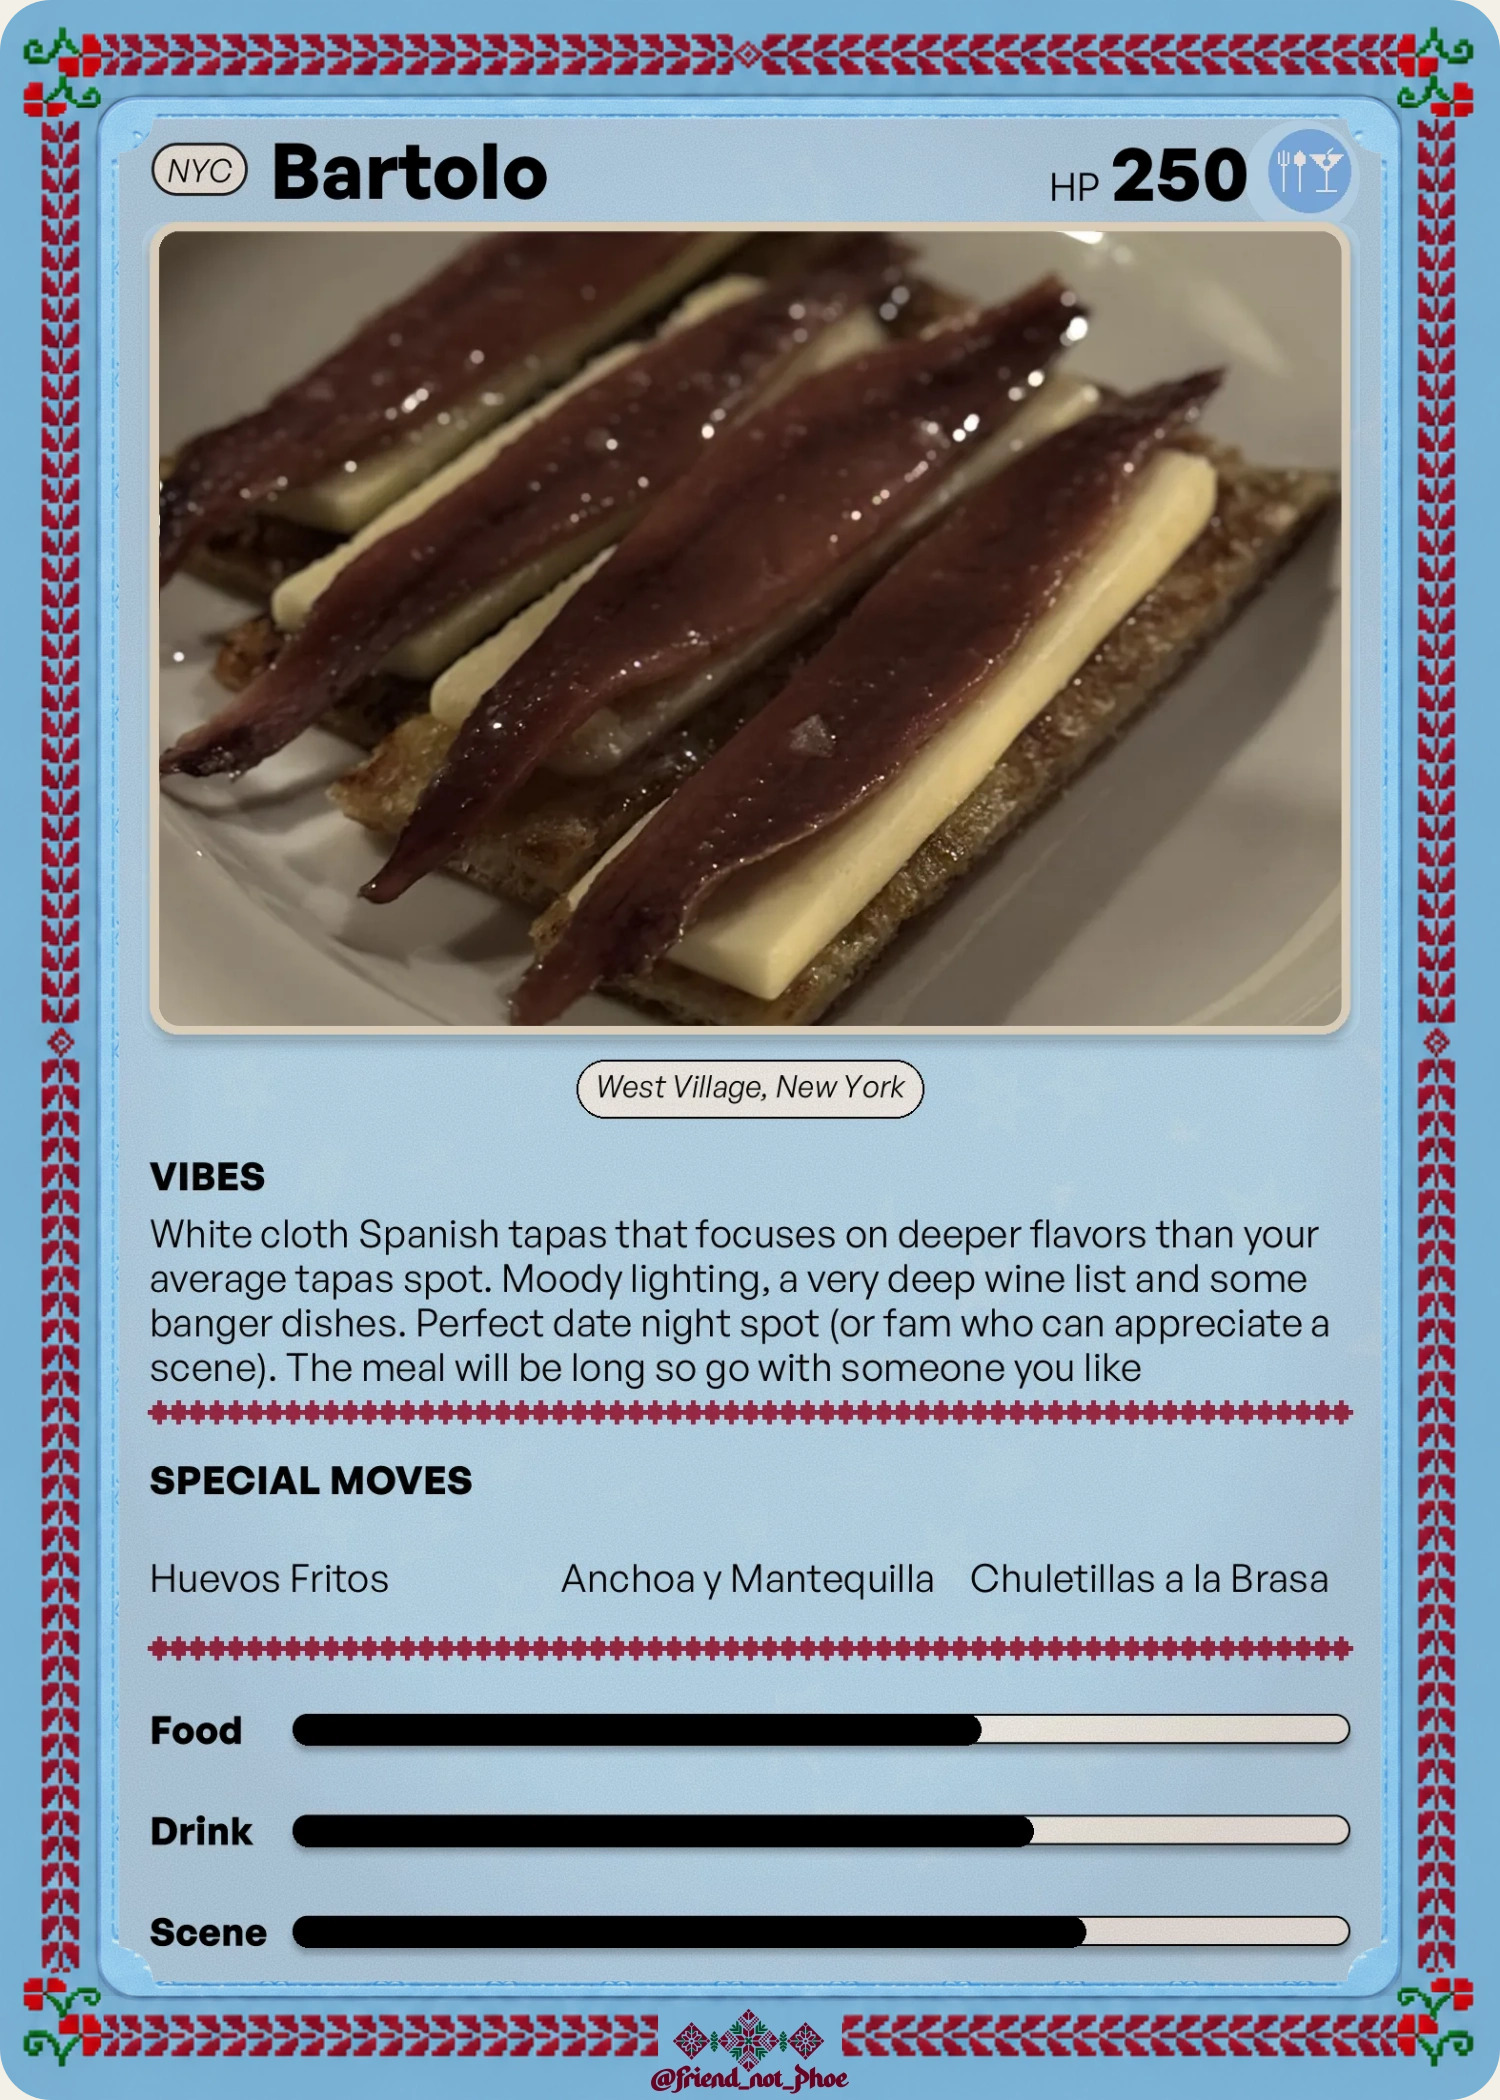 NYC Bartolo HP 250
West Village, New York
VIBES
White cloth Spanish tapas that focuses on deeper flavors than your
average tapas spot. Moody lighting, a very deep wine list and some
banger dishes. Perfect date night spot (or fam who can appreciate a
scene). The meal will be long so go with someone you like
SPECIAL MOVES
Huevos Fritos Anchoa y Mantequilla Chuletillas a la Brasa
Food
Drink
Scene
@friend_not_Phoe